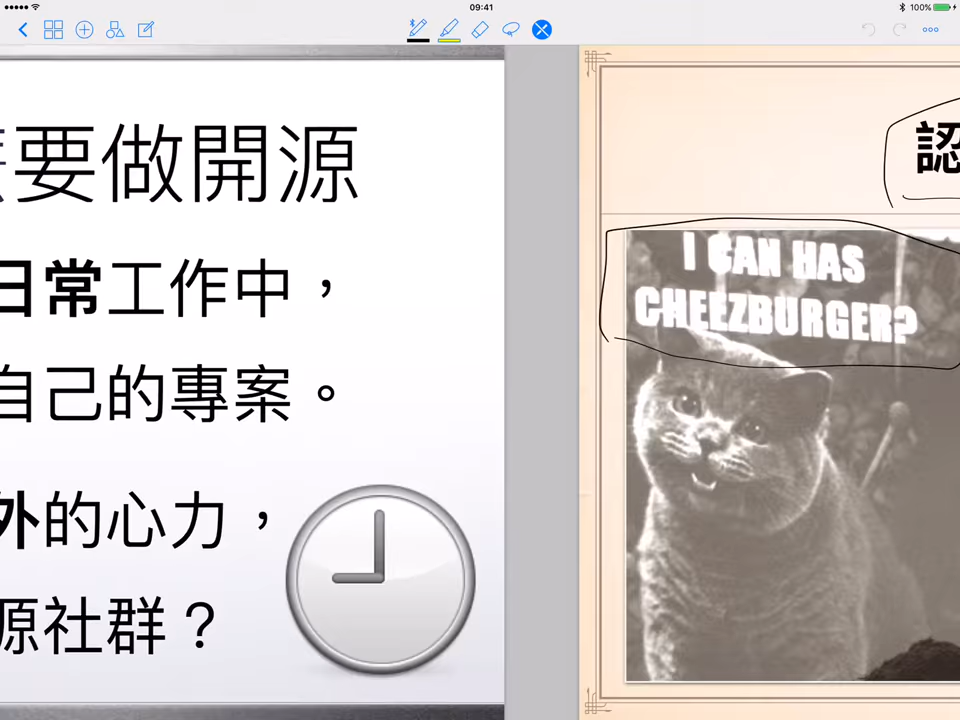 09:41
100%
要做開源
日常工作中，
自己的專案。
外的心力，
源社群？
認
I CAN HAS
CHEEZBURGER?